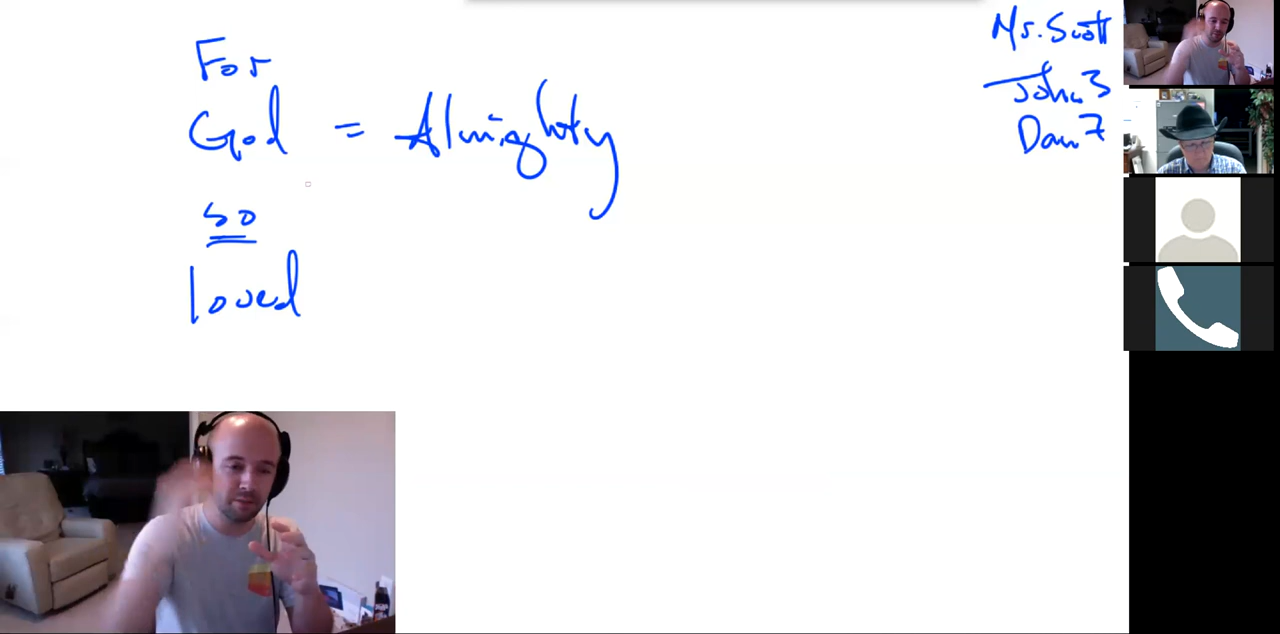 For
God = Almighty
so
loved
Mr. Scott
John 3
Dan 7